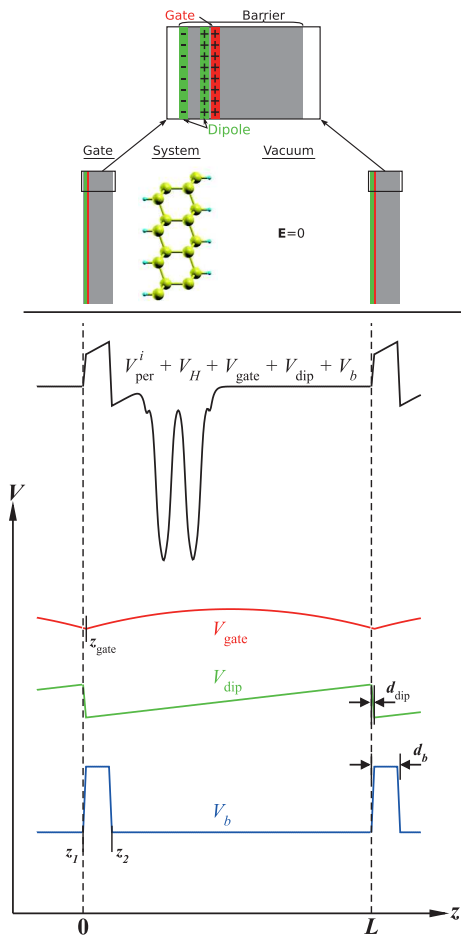 Gate Barrier
- + +
- + +
- + +
- + +
- + +
- + +
- + +
- + +
Dipole
Gate System Vacuum
E=0
V^i_per + V_H + V_gate + V_dip + V_b
V
z_gate
V_gate
V_dip
d_dip
d_b
V_b
z_1 z_2
0 L z